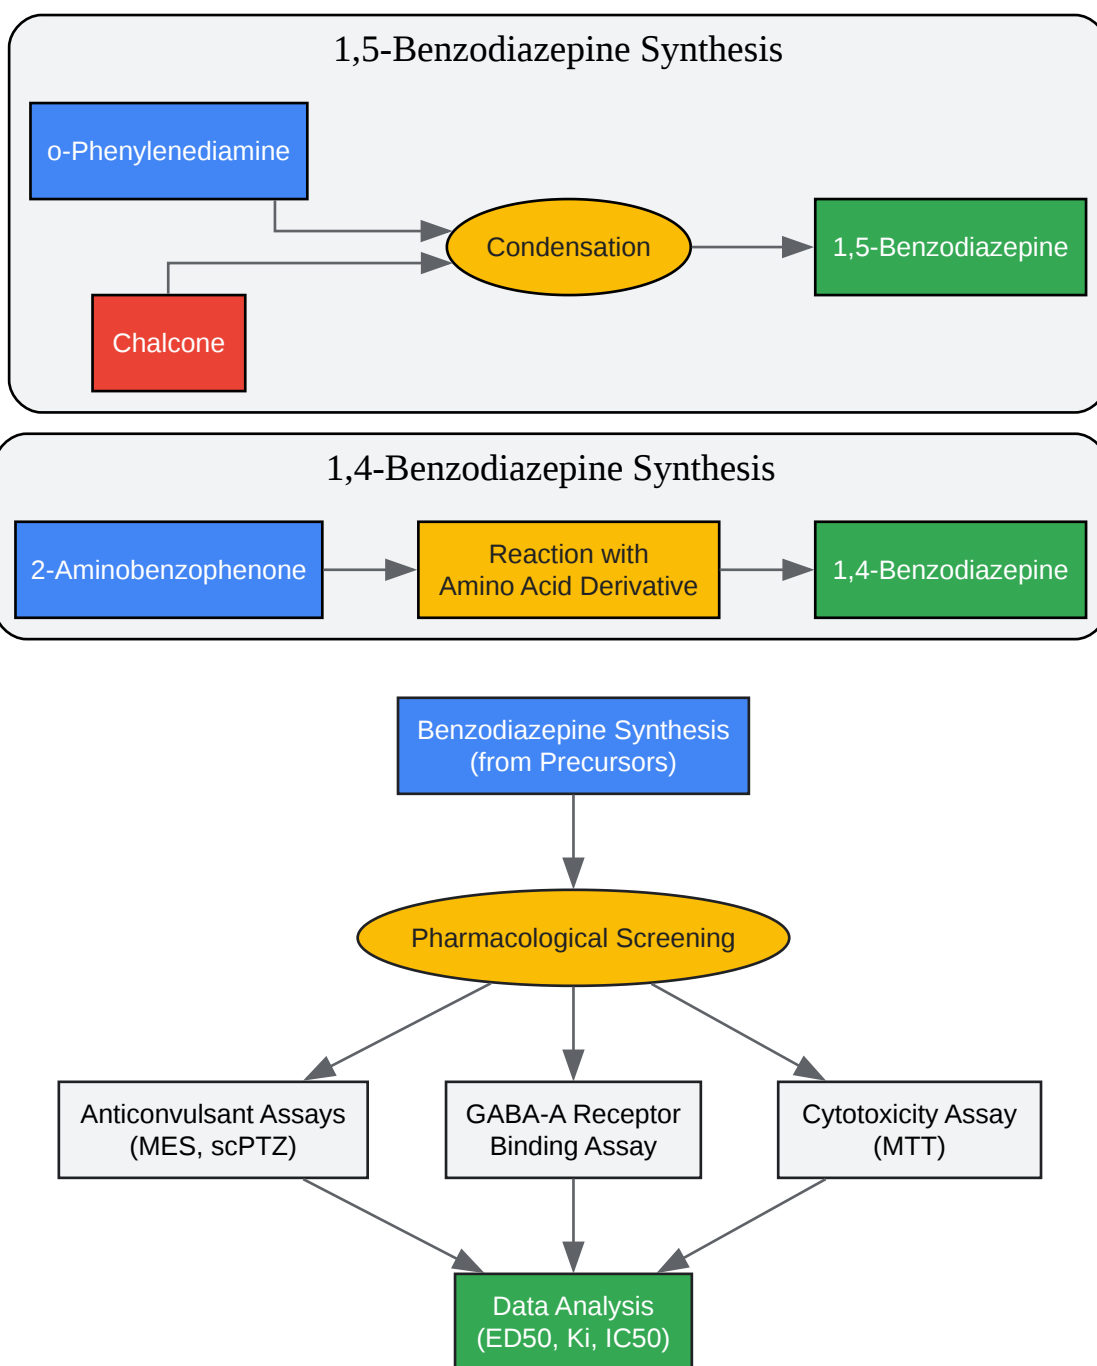 1,5-Benzodiazepine Synthesis
o-Phenylenediamine
Condensation
1,5-Benzodiazepine
Chalcone
1,4-Benzodiazepine Synthesis
2-Aminobenzophenone
Reaction with
Amino Acid Derivative
1,4-Benzodiazepine
Benzodiazepine Synthesis
(from Precursors)
Pharmacological Screening
Anticonvulsant Assays
(MES, scPTZ)
GABA-A Receptor
Binding Assay
Cytotoxicity Assay
(MTT)
Data Analysis
(ED50, Ki, IC50)